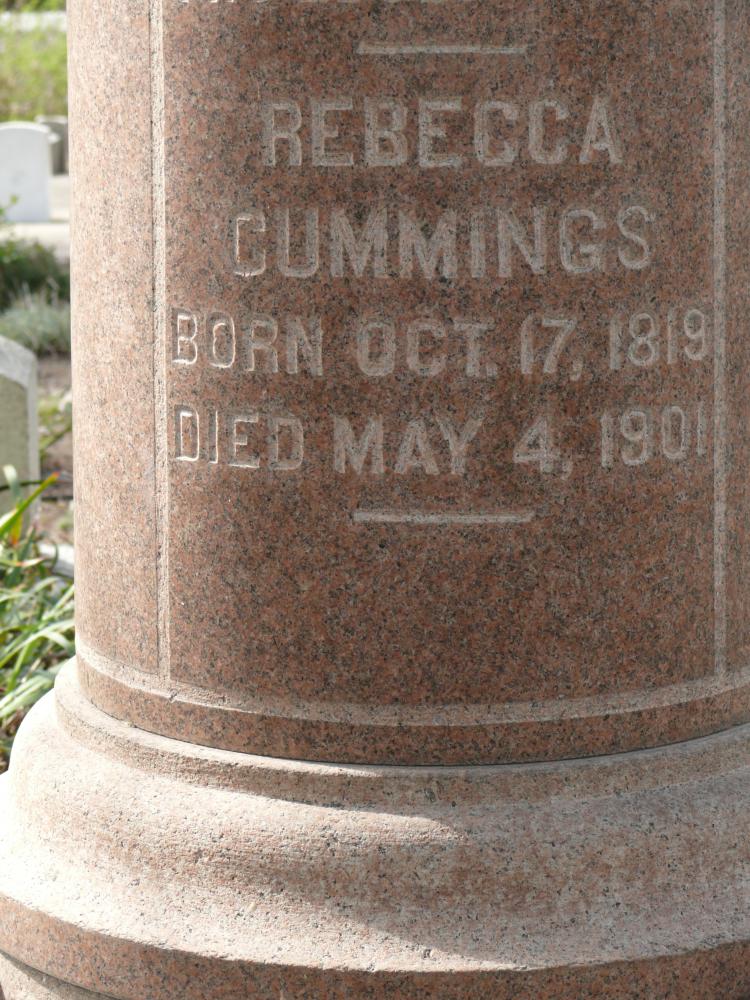 REBECCA
CUMMINGS
BORN OCT. 17, 1819
DIED MAY 4, 1901